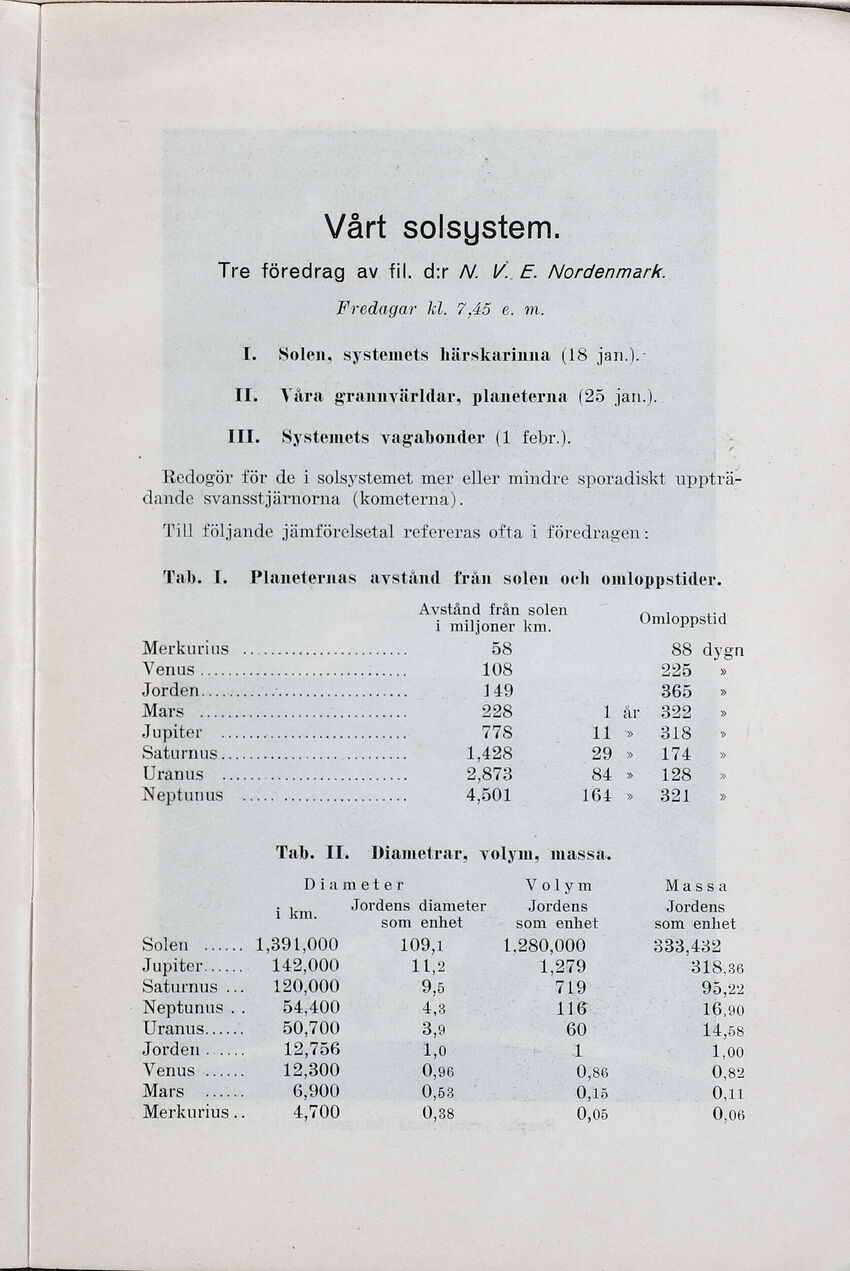 Vårt solsystem.
Tre föredrag av fil. d:r N. V. E. Nordenmark.
Fredagar kl. 7,45 e. m.
I. Solen, systemets härskarinna (18 jan.).
II. Våra grannvärldar, planeterna (25 jan.).
III. Systemets vagabonder (1 febr.).
Redogör för de i solsystemet mer eller mindre sporadiskt uppträ-
dande svansstjärnorna (kometerna).
Till följande jämförelsetal refereras ofta i föredragen:
Tab. I. Planeternas avstånd från solen och omloppstider.
Avstånd från solen
i miljoner km. Omloppstid
Merkurius ........................ 58 88 dygn
Venus ........................ 108 225 »
Jorden ........................ 149 365 »
Mars ........................ 228 1 år 322 »
Jupiter ........................ 778 11 » 318 »
Saturnus ........................ 1,428 29 » 174 »
Uranus ........................ 2,873 84 » 128 »
Neptunus ........................ 4,501 164 » 321 »
Tab. II. Diametrar, volym, massa.
Diameter Volym Massa
i km. Jordens diameter som enhet Jordens som enhet Jordens som enhet
Solen ...... 1,391,000 109,1 1,280,000 333,432
Jupiter ...... 142,000 11,2 1,279 318,36
Saturnus ... 120,000 9,5 719 95,22
Neptunus .. 54,400 4,3 116 16,90
Uranus ...... 50,700 3,9 60 14,58
Jorden ...... 12,756 1,0 1 1,00
Venus ...... 12,300 0,96 0,86 0,82
Mars ...... 6,900 0,53 0,15 0,11
Merkurius .. 4,700 0,38 0,05 0,06